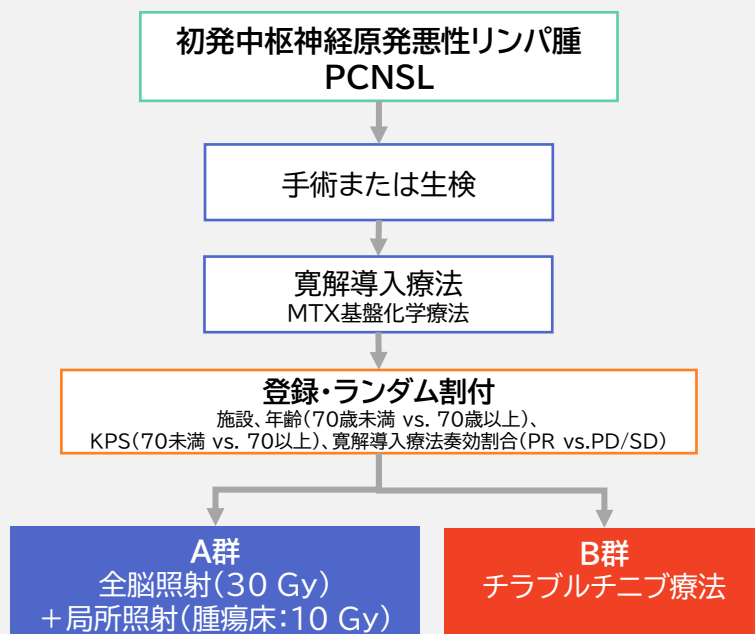 初発中枢神経原発悪性リンパ腫
PCNSL
手術または生検
寛解導入療法
MTX基盤化学療法
登録・ランダム割付
施設、年齢(70歳未満 vs. 70歳以上)、
KPS(70未満 vs. 70以上)、寛解導入療法奏効割合(PR vs.PD/SD)
A群
全脳照射(30 Gy)
＋局所照射(腫瘍床:10 Gy)
B群
チラブルチニブ療法